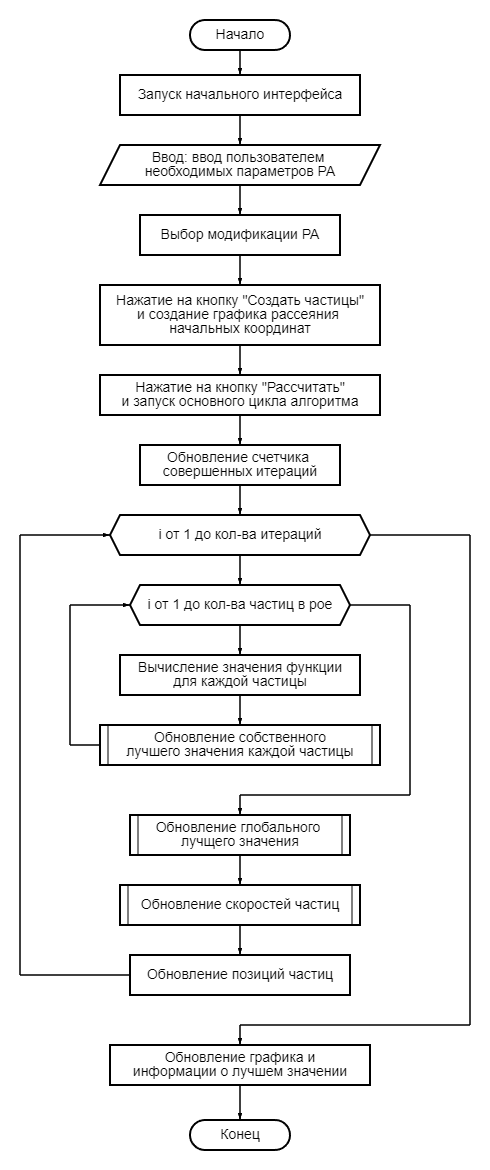 Начало
Запуск начального интерфейса
Ввод: ввод пользователем
необходимых параметров РА
Выбор модификации РА
Нажатие на кнопку "Создать частицы"
и создание графика рассеяния
начальных координат
Нажатие на кнопку "Рассчитать"
и запуск основного цикла алгоритма
Обновление счетчика
совершенных итераций
i от 1 до кол-ва итераций
i от 1 до кол-ва частиц в рое
Вычисление значения функции
для каждой частицы
Обновление собственного
лучшего значения каждой частицы
Обновление глобального
лучщего значения
Обновление скоростей частиц
Обновление позиций частиц
Обновление графика и
информации о лучшем значении
Конец